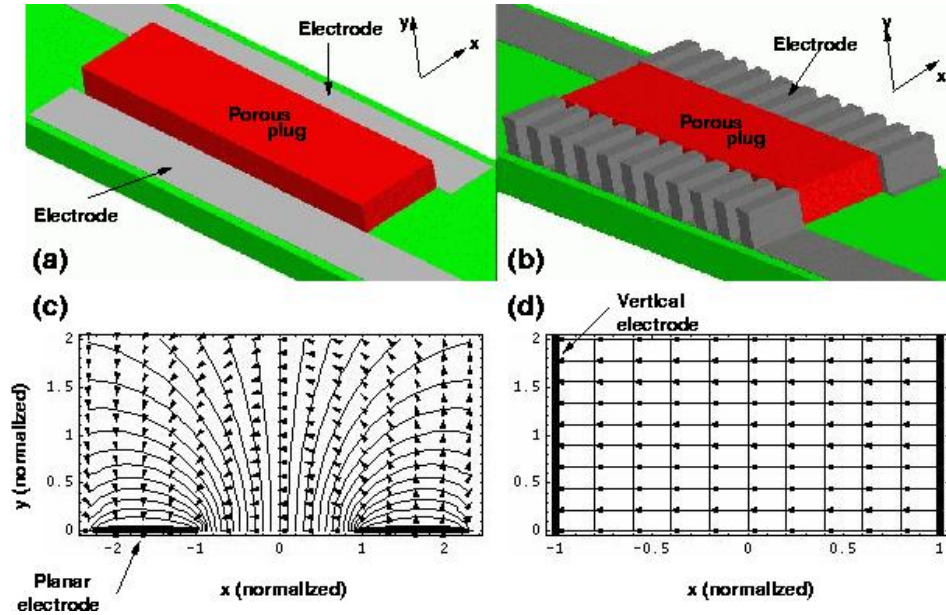 Electrode
y
x
Porous
plug
Electrode
(a)
Electrode
y
x
Porous
plug
(b)
(c)
2
1.5
1
0.5
0
y (normalized)
-2
-1
0
1
2
x (normalized)
Planar
electrode
(d)
Vertical
electrode
2
1.5
1
0.5
0
-1
-0.5
0
0.5
1
x (normalized)